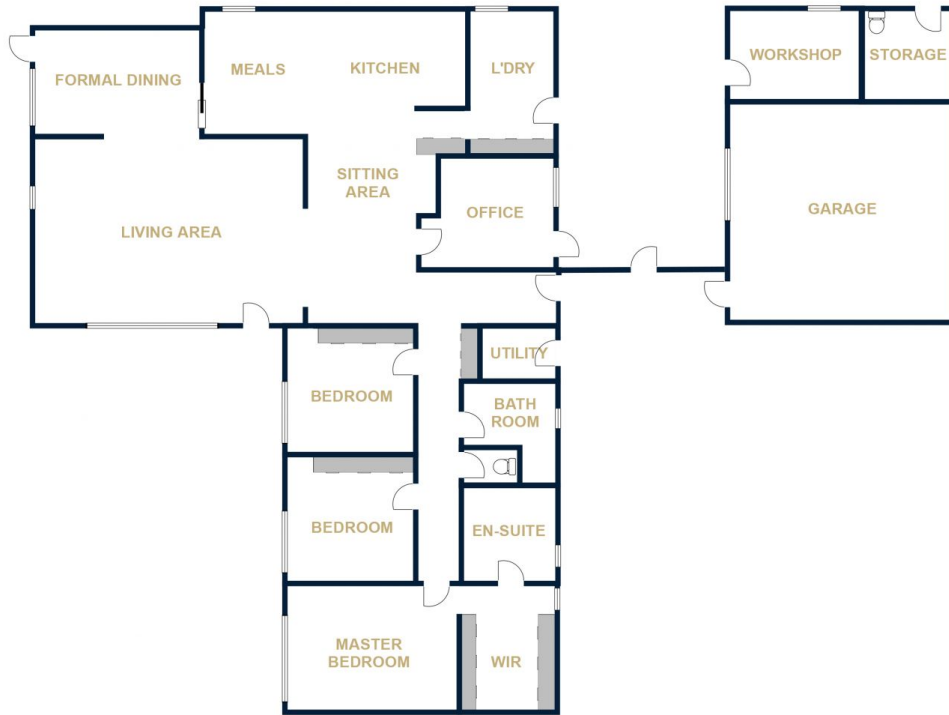 WORKSHOP
STORAGE
MEALS
KITCHEN
L'DRY
FORMAL DINING
SITTING
AREA
OFFICE
GARAGE
LIVING AREA
UTILITY
BEDROOM
BATH
ROOM
BEDROOM
EN-SUITE
MASTER
BEDROOM
WIR